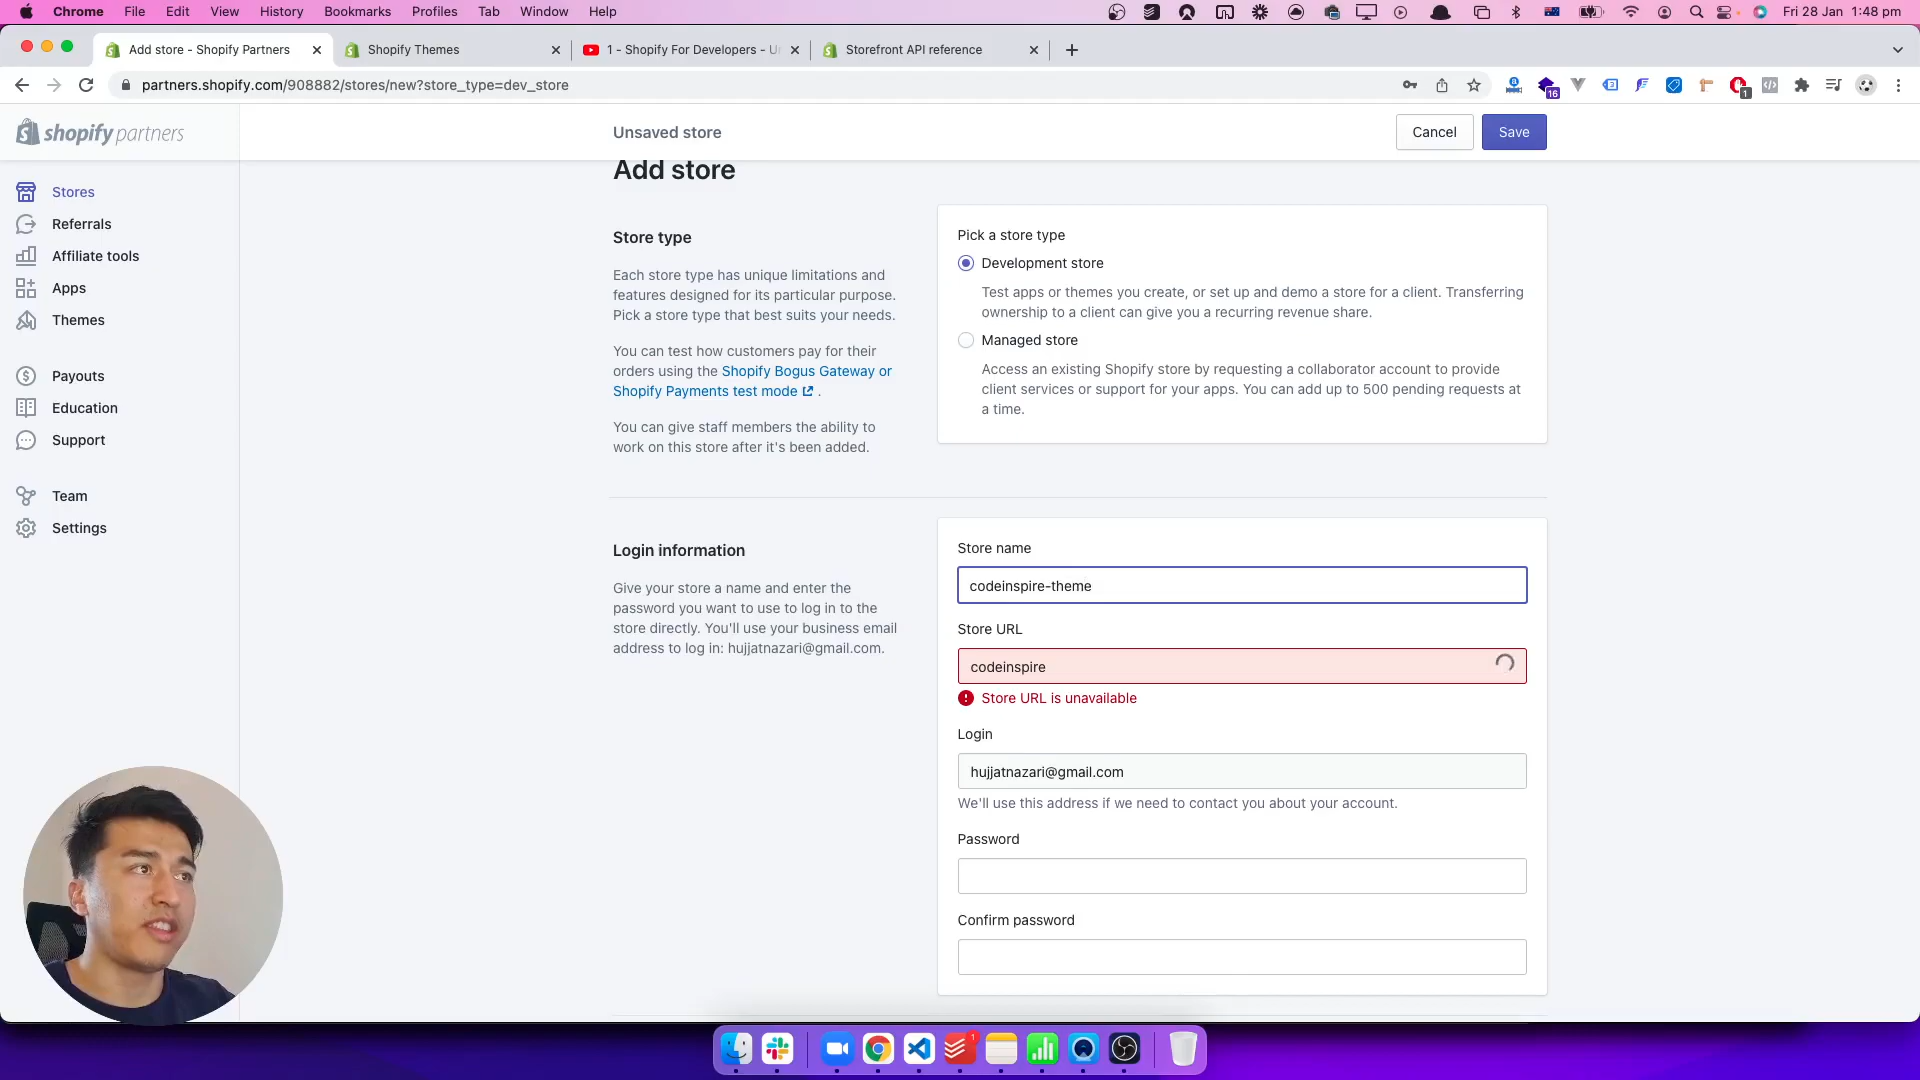 Chrome File Edit View History Bookmarks Profiles Tab Window Help Fri 28 Jan 1:48 pm
Add store - Shopify Partners
Shopify Themes
1 - Shopify For Developers - Ur
Storefront API reference
partners.shopify.com/908882/stores/new?store_type=dev_store
16
1
shopify partners
Unsaved store
Cancel
Save
Stores
Referrals
Affiliate tools
Apps
Themes
Payouts
Education
Support
Team
Settings
Add store
Store type
Each store type has unique limitations and
features designed for its particular purpose.
Pick a store type that best suits your needs.
You can test how customers pay for their
orders using the Shopify Bogus Gateway or
Shopify Payments test mode .
You can give staff members the ability to
work on this store after it's been added.
Pick a store type
Development store
Test apps or themes you create, or set up and demo a store for a client. Transferring
ownership to a client can give you a recurring revenue share.
Managed store
Access an existing Shopify store by requesting a collaborator account to provide
client services or support for your apps. You can add up to 500 pending requests at
a time.
Login information
Give your store a name and enter the
password you want to use to log in to the
store directly. You'll use your business email
address to log in: hujjatnazari@gmail.com.
Store name
codeinspire-theme
Store URL
codeinspire
Store URL is unavailable
Login
hujjatnazari@gmail.com
We'll use this address if we need to contact you about your account.
Password
Confirm password
1